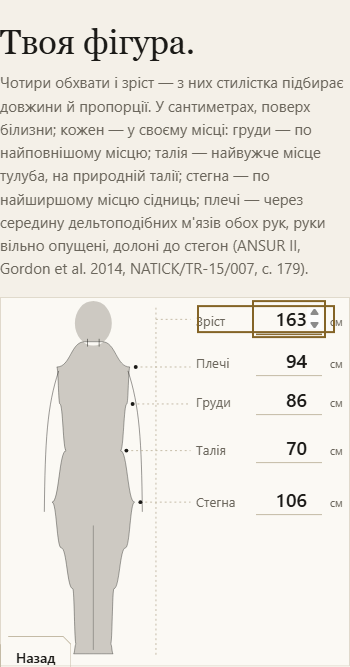 Твоя фігура.
Чотири обхвати і зріст — з них стилістка підбирає
довжини й пропорції. У сантиметрах, поверх
білизни; кожен — у своєму місці: груди — по
найповнішому місцю; талія — найвужче місце
тулуба, на природній талії; стегна — по
найширшому місцю сідниць; плечі — через
середину дельтоподібних м'язів обох рук, руки
вільно опущені, долоні до стегон (ANSUR II,
Gordon et al. 2014, NATICK/TR-15/007, с. 179).
Зріст 163 см
Плечі 94 см
Груди 86 см
Талія 70 см
Стегна 106 см
Назад